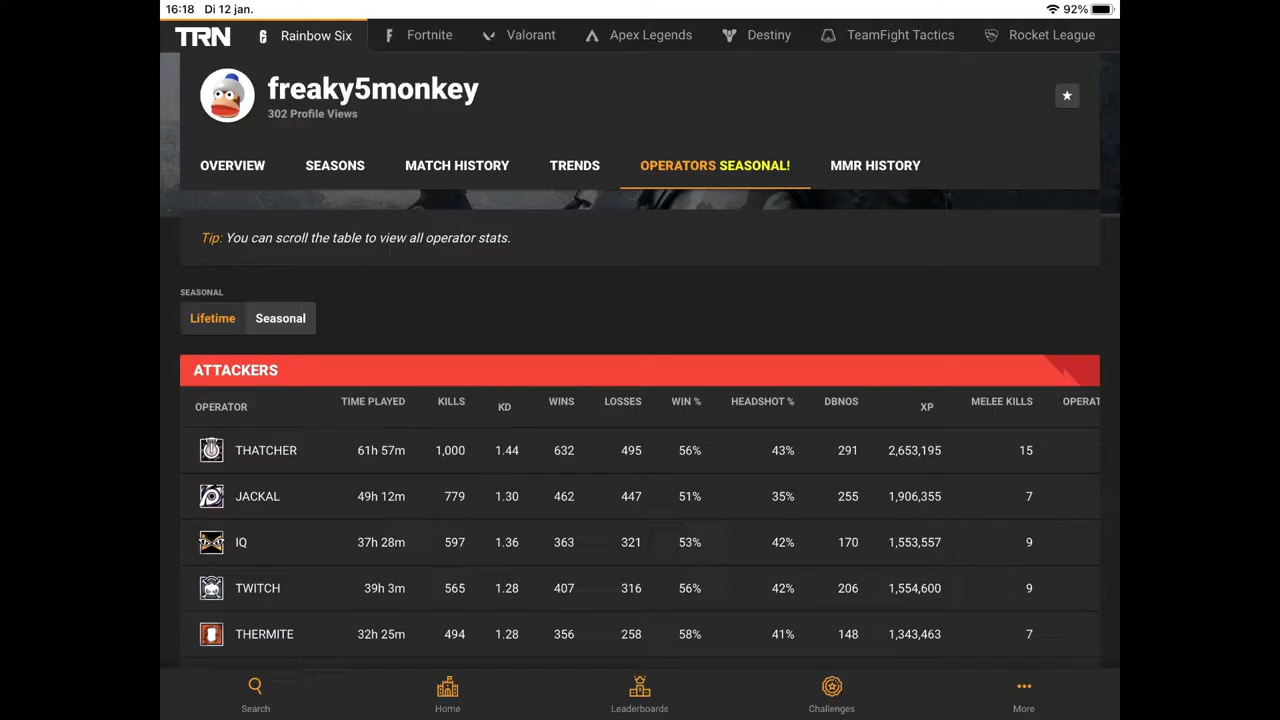 16:18 Di 12 jan. 92%
TRN Rainbow Six Fortnite Valorant Apex Legends Destiny TeamFight Tactics Rocket League
freaky5monkey
302 Profile Views
OVERVIEW SEASONS MATCH HISTORY TRENDS OPERATORS SEASONAL! MMR HISTORY
Tip: You can scroll the table to view all operator stats.
SEASONAL
Lifetime Seasonal
ATTACKERS
OPERATOR TIME PLAYED KILLS KD WINS LOSSES WIN % HEADSHOT % DBNOS XP MELEE KILLS OPERAT
THATCHER 61h 57m 1,000 1.44 632 495 56% 43% 291 2,653,195 15
JACKAL 49h 12m 779 1.30 462 447 51% 35% 255 1,906,355 7
IQ 37h 28m 597 1.36 363 321 53% 42% 170 1,553,557 9
TWITCH 39h 3m 565 1.28 407 316 56% 42% 206 1,554,600 9
THERMITE 32h 25m 494 1.28 356 258 58% 41% 148 1,343,463 7
Search Home Leaderboards Challenges More